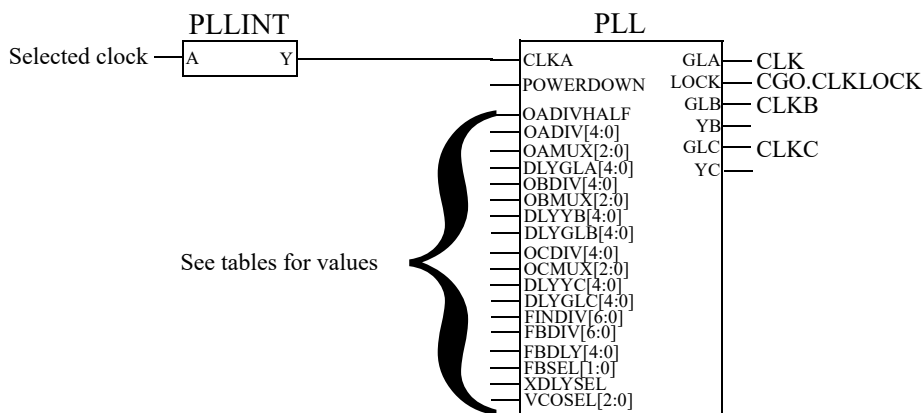 PLLINT
PLL
Selected clock
A
Y
CLKA
GLA
CLK
POWERDOWN
LOCK
CGO.CLKLOCK
OADIVHALF
GLB
CLKB
OADIV[4:0]
YB
OAMUX[2:0]
GLC
CLKC
DLYGLA[4:0]
YC
OBDIV[4:0]
OBMUX[2:0]
DLYYB[4:0]
DLYGLB[4:0]
OCDIV[4:0]
See tables for values
OCMUX[2:0]
DLYYC[4:0]
DLYGLC[4:0]
FINDIV[6:0]
FBDIV[6:0]
FBDLY[4:0]
FBSEL[1:0]
XDLYSEL
VCOSEL[2:0]